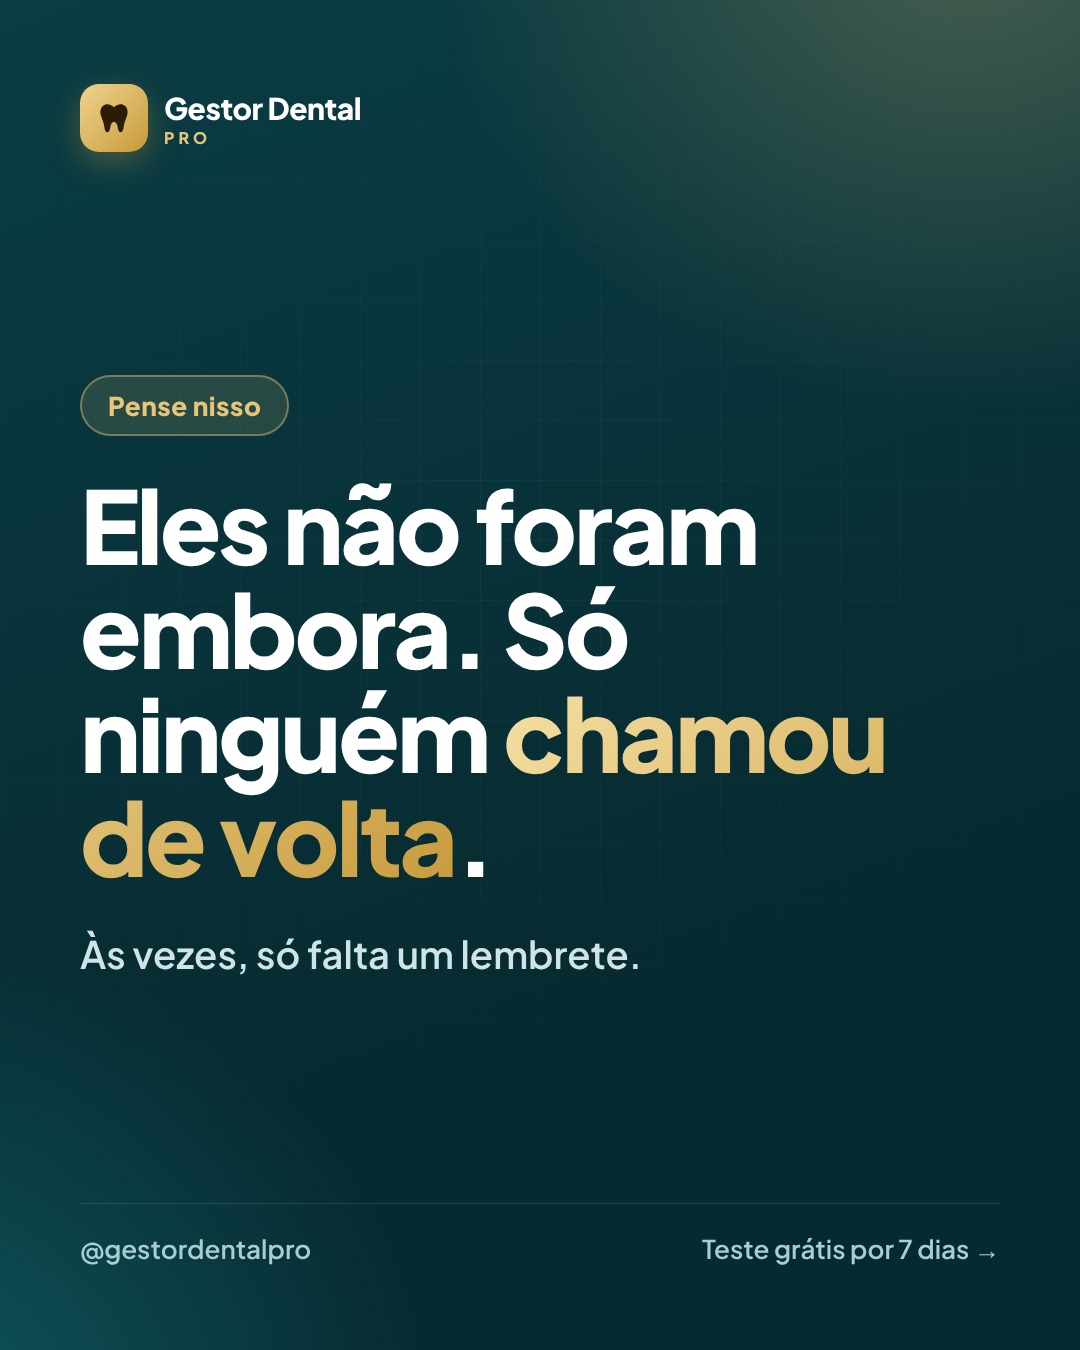 Gestor Dental
PRO
Pense nisso
Eles não foram
embora. Só
ninguém chamou
de volta.
Às vezes, só falta um lembrete.
@gestordentalpro
Teste grátis por 7 dias →